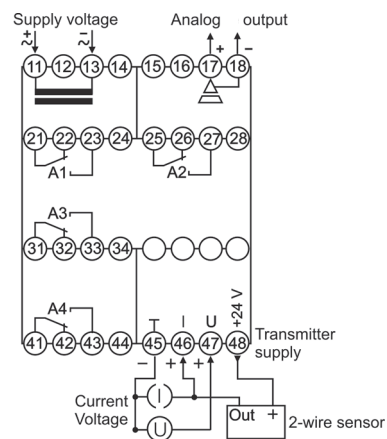 Supply voltage Analog output
~+ ~- + -
11 12 13 14 15 16 17 18
21 22 23 24 25 26 27 28
A1 A2
A3
31 32 33 34
A4
41 42 43 44 45 46 47 48
I U +24 V
Transmitter
supply
- + +
Current
Voltage
I
U
Out +
2-wire sensor